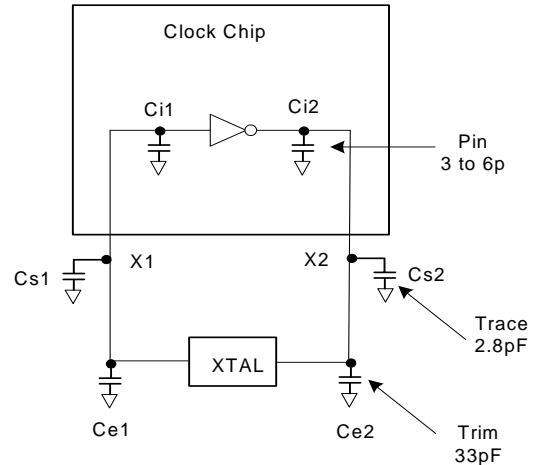 Clock Chip
Ci1
Ci2
Pin
3 to 6p
X1
X2
Cs1
Cs2
Trace
2.8pF
XTAL
Ce1
Ce2
Trim
33pF